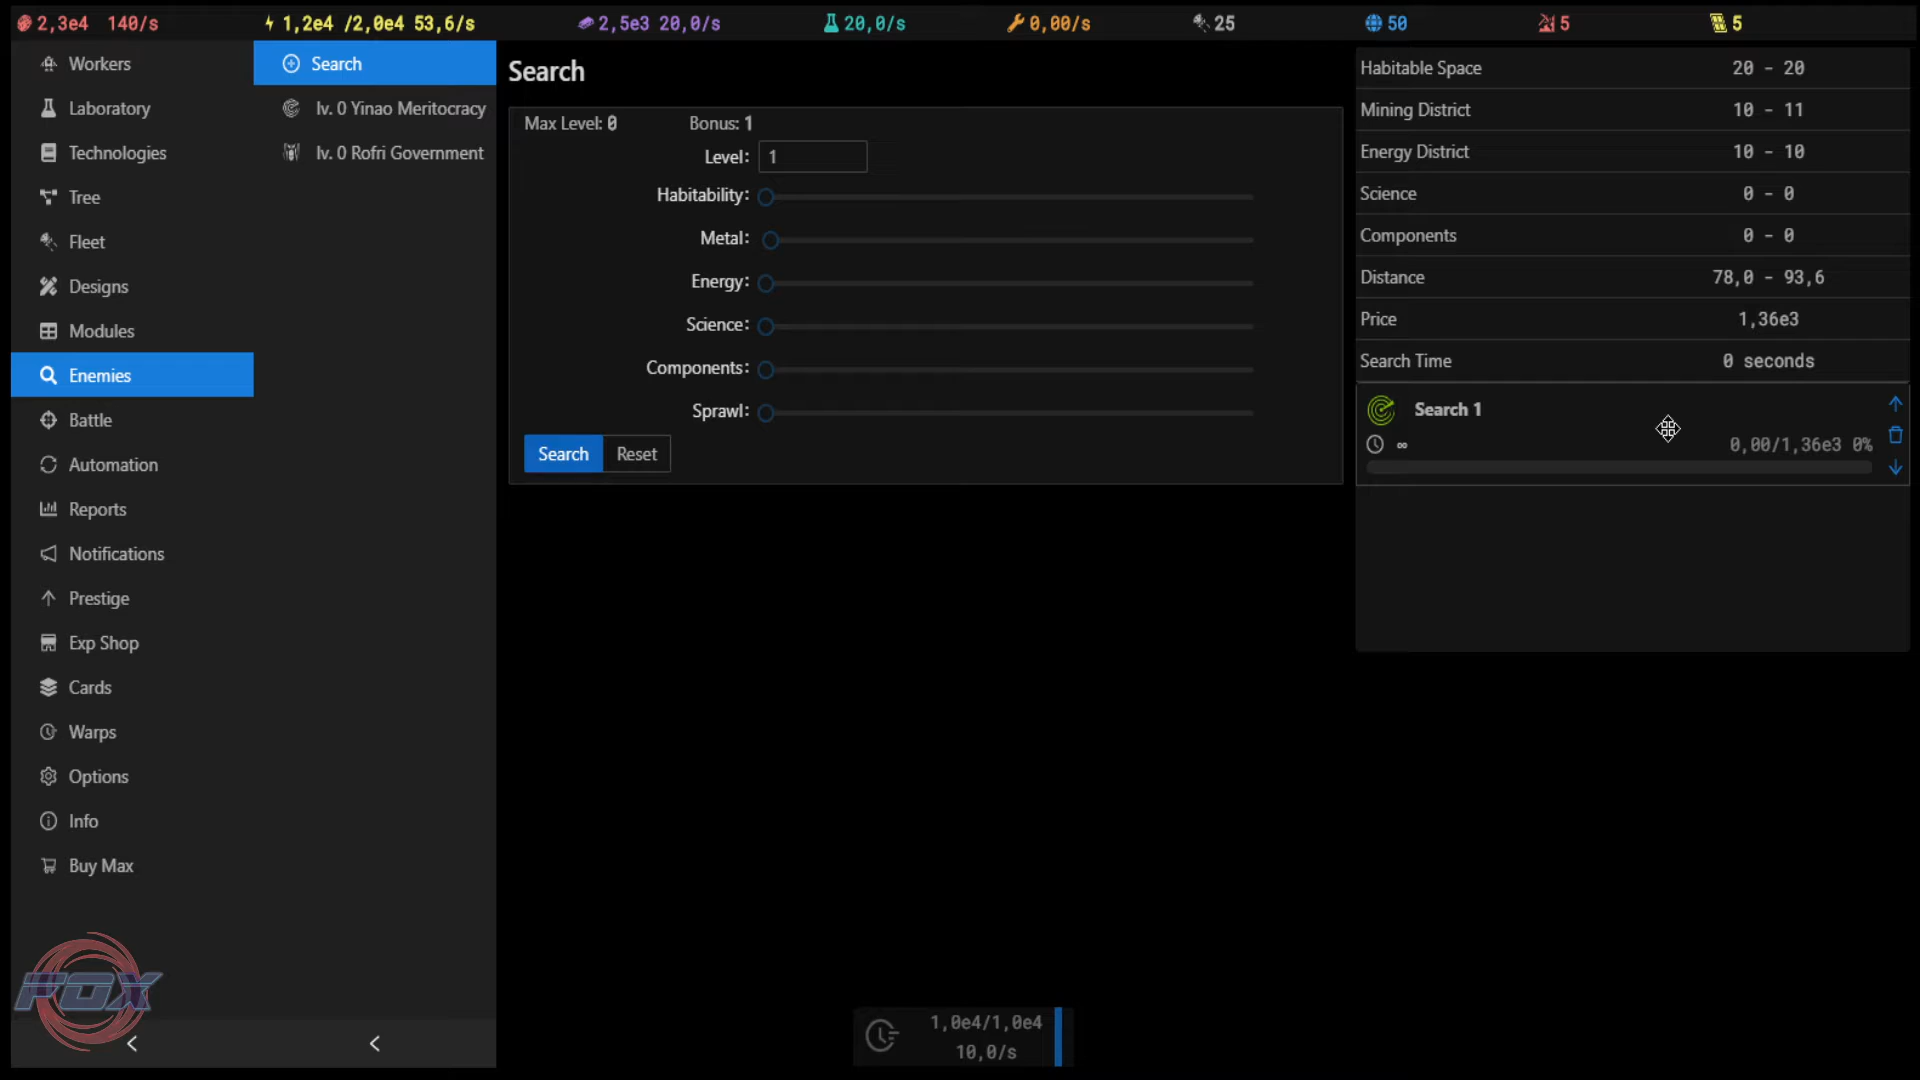 2,3e4 140/s
1,2e4 /2,0e4 53,6/s
2,5e3 20,0/s
20,0/s
0,00/s
25
50
5
5
Workers
Laboratory
Technologies
Tree
Fleet
Designs
Modules
Enemies
Battle
Automation
Reports
Notifications
Prestige
Exp Shop
Cards
Warps
Options
Info
Buy Max
FOX
Search
lv. 0 Yinao Meritocracy
lv. 0 Rofri Government
Search
Max Level: 0 Bonus: 1
Level: 1
Habitability:
Metal:
Energy:
Science:
Components:
Sprawl:
Search Reset
Habitable Space 20 - 20
Mining District 10 - 11
Energy District 10 - 10
Science 0 - 0
Components 0 - 0
Distance 78,0 - 93,6
Price 1,36e3
Search Time 0 seconds
Search 1
∞ 0,00/1,36e3 0%
1,0e4/1,0e4
10,0/s